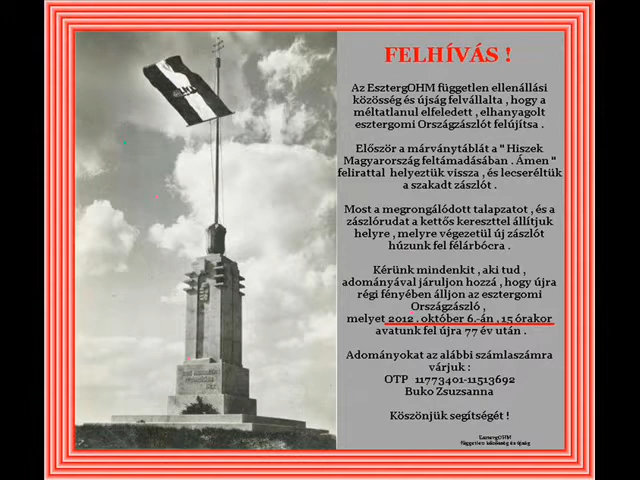 FELHÍVÁS !
Az EsztergOHM független ellenállási
közösség és újság felvállalta , hogy a
méltatlanul elfeledett , elhanyagolt
esztergomi Országzászlót felújítsa .
Először a márványtáblát a " Hiszek
Magyarország feltámadásában . Ámen "
felirattal helyeztük vissza , és lecseréltük
a szakadt zászlót .
Most a megrongálódott talapzatot , és a
zászlórudat a kettős kereszttel állítjuk
helyre , melyre végezetül új zászlót
húzunk fel félárbócra .
Kérünk mindenkit , aki tud ,
adományával járuljon hozzá , hogy újra
régi fényében álljon az esztergomi
Országzászló ,
melyet 2012 . október 6.-án , 15 órakor
avatunk fel újra 77 év után .
Adományokat az alábbi számlaszámra
várjuk :
OTP 11773401-11513692
Buko Zsuzsanna
Köszönjük segítségét !
EsztergOHM
független közösség és újság